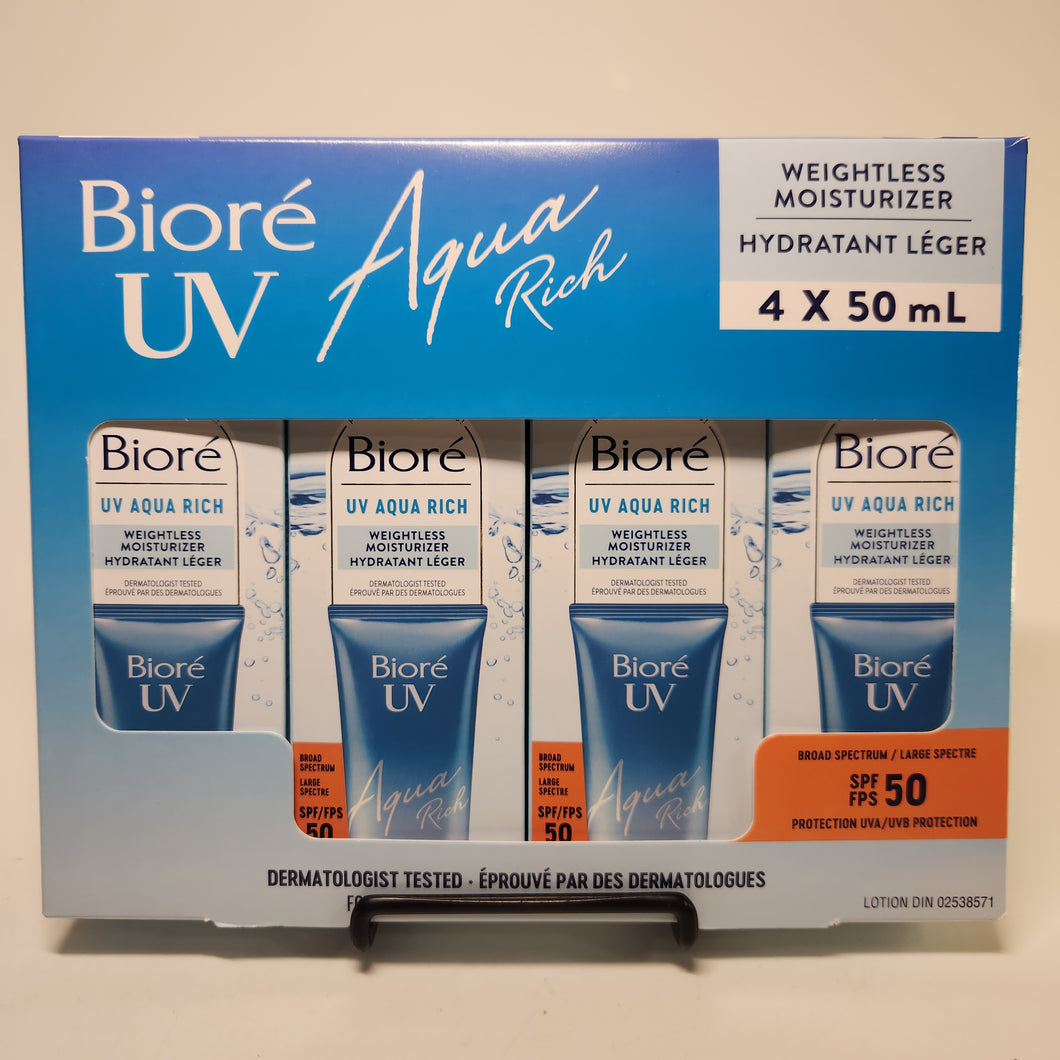 Bioré
UV
Aqua
Rich
WEIGHTLESS
MOISTURIZER
HYDRATANT LÉGER
4 X 50 mL
Bioré
UV AQUA RICH
WEIGHTLESS
MOISTURIZER
HYDRATANT LÉGER
DERMATOLOGIST TESTED
ÉPROUVÉ PAR DES DERMATOLOGUES
Bioré
UV
Bioré
UV AQUA RICH
WEIGHTLESS
MOISTURIZER
HYDRATANT LÉGER
DERMATOLOGIST TESTED
ÉPROUVÉ PAR DES DERMATOLOGUES
Bioré
UV
Aqua
Rich
BROAD
SPECTRUM
LARGE
SPECTRE
SPF/FPS
50
Bioré
UV AQUA RICH
WEIGHTLESS
MOISTURIZER
HYDRATANT LÉGER
DERMATOLOGIST TESTED
ÉPROUVÉ PAR DES DERMATOLOGUES
Bioré
UV
Aqua
Rich
BROAD
SPECTRUM
LARGE
SPECTRE
SPF/FPS
50
Bioré
UV AQUA RICH
WEIGHTLESS
MOISTURIZER
HYDRATANT LÉGER
DERMATOLOGIST TESTED
ÉPROUVÉ PAR DES DERMATOLOGUES
Bioré
UV
BROAD SPECTRUM / LARGE SPECTRE
SPF
FPS 50
PROTECTION UVA/UVB PROTECTION
DERMATOLOGIST TESTED · ÉPROUVÉ PAR DES DERMATOLOGUES
LOTION DIN 02538571